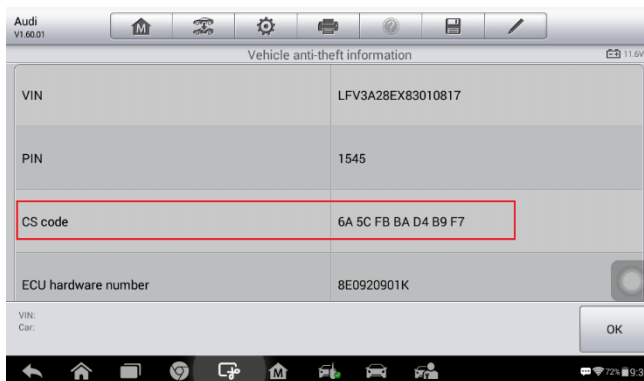 Audi
V1.60.01
Vehicle anti-theft information
11.6V
VIN LFV3A28EX83010817
PIN 1545
CS code 6A 5C FB BA D4 B9 F7
ECU hardware number 8E0920901K
VIN:
Car:
OK
72%